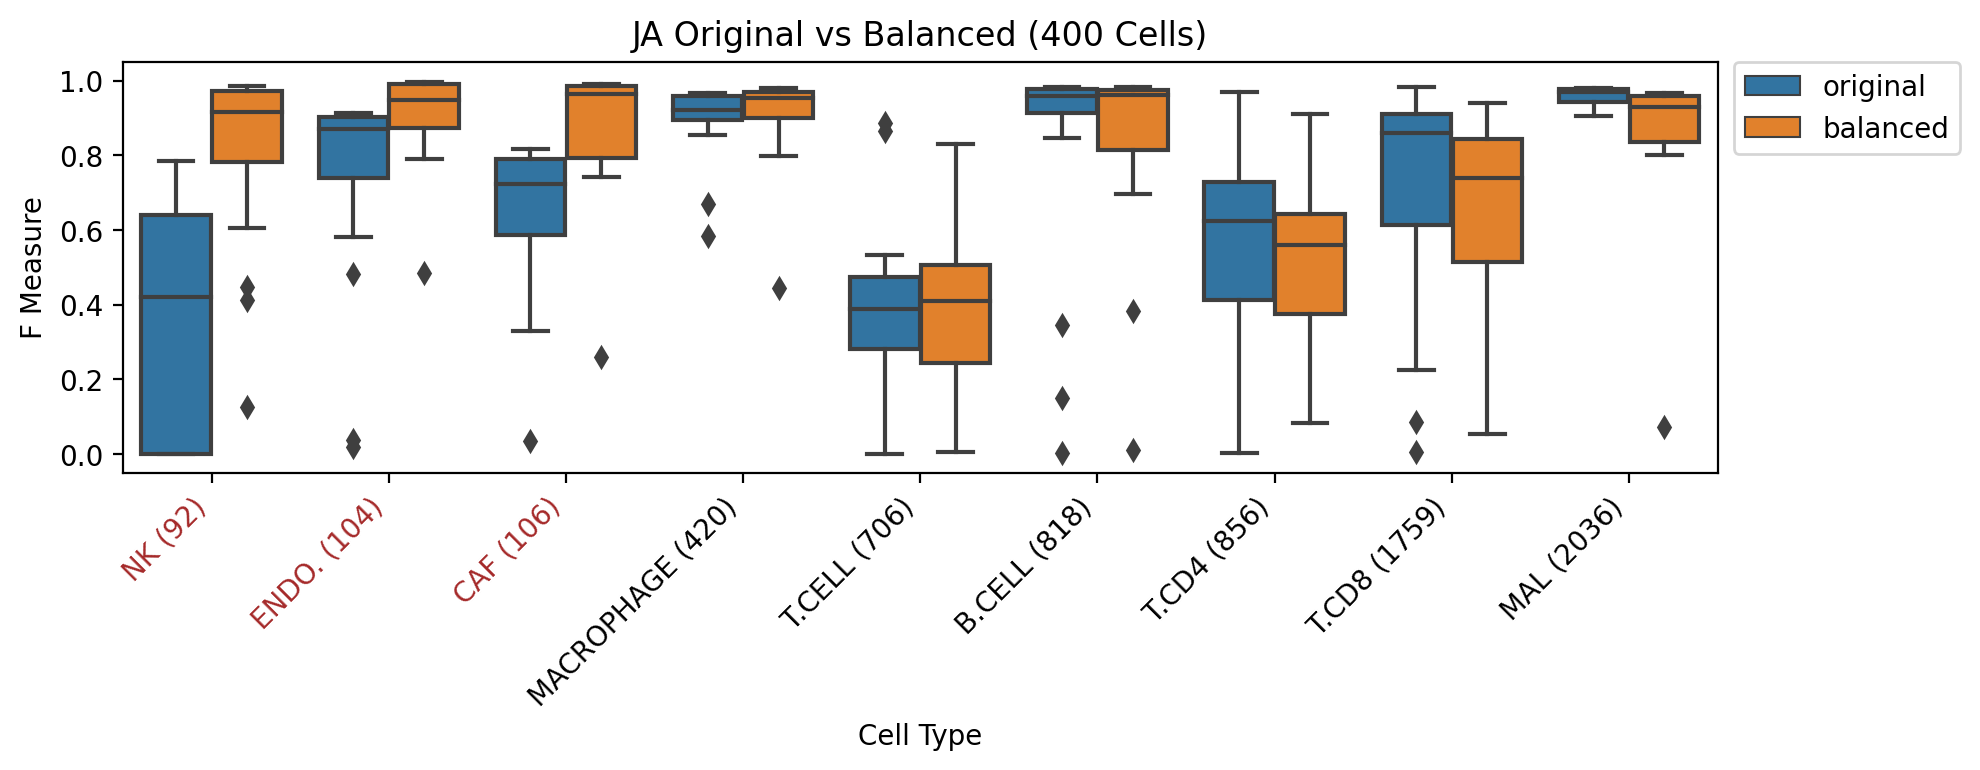 JA Original vs Balanced (400 Cells)
original
balanced
F Measure
1.0
0.8
0.6
0.4
0.2
0.0
NK (92)
ENDO. (104)
CAF (106)
MACROPHAGE (420)
T.CELL (706)
B.CELL (818)
T.CD4 (856)
T.CD8 (1759)
MAL (2036)
Cell Type